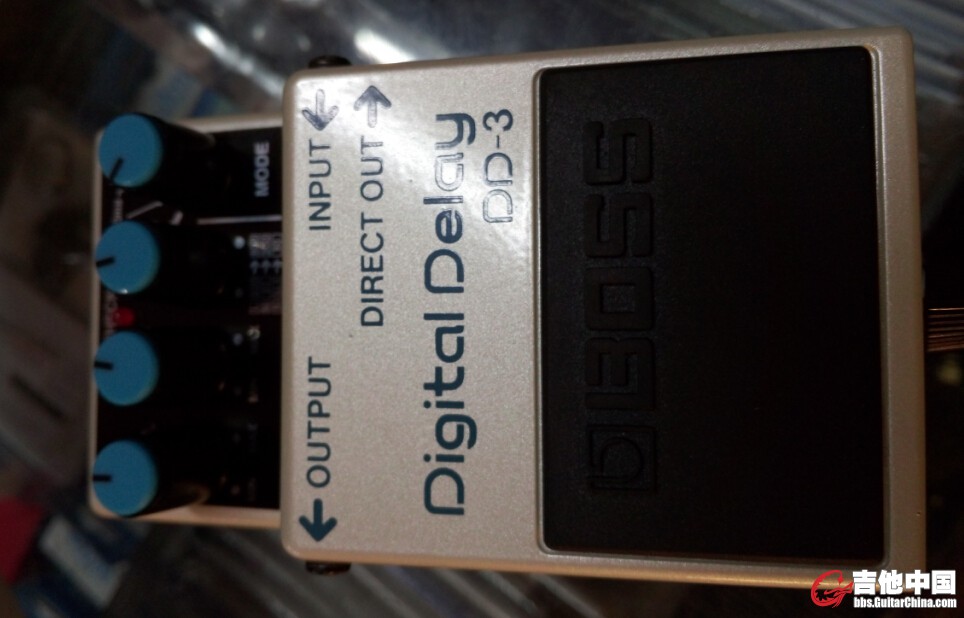 MODE
INPUT
OUTPUT
DIRECT OUT
Digital Delay
DD-3
BOSS
吉他中国
bbs.GuitarChina.com